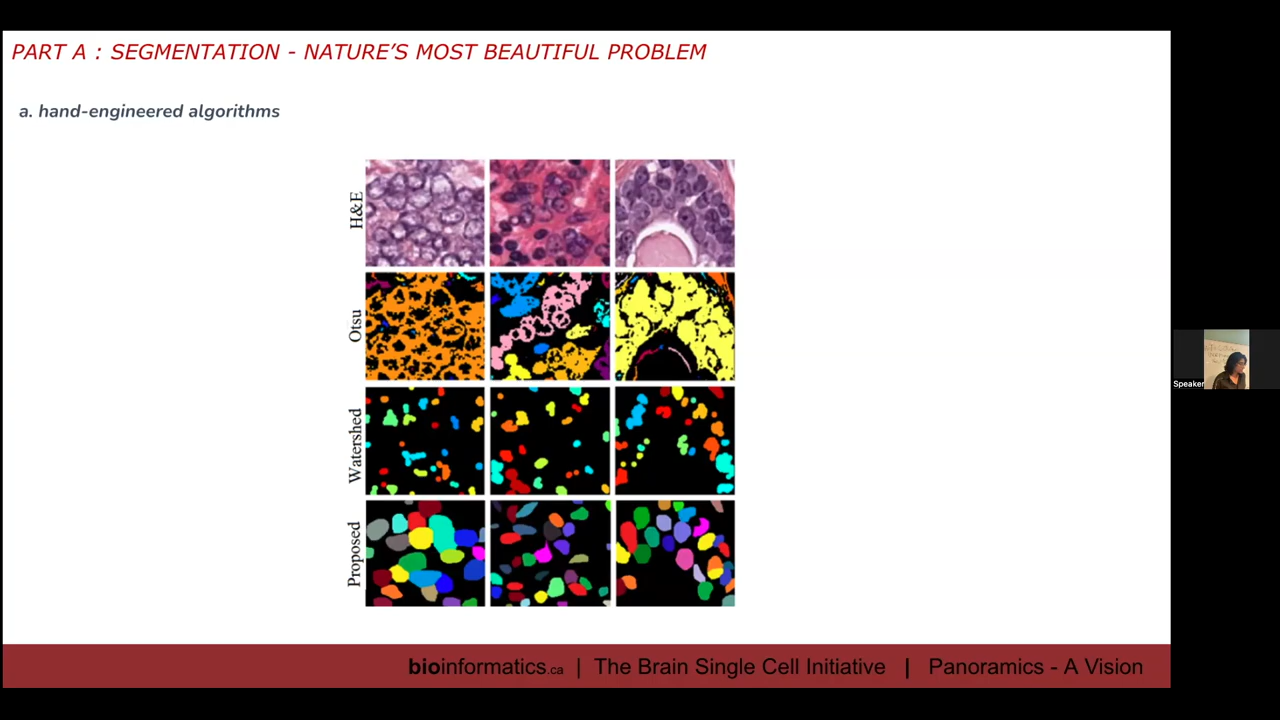 PART A : SEGMENTATION - NATURE'S MOST BEAUTIFUL PROBLEM
a. hand-engineered algorithms
H&E
Otsu
Watershed
Proposed
Speaker
bioinformatics.ca | The Brain Single Cell Initiative | Panoramics - A Vision